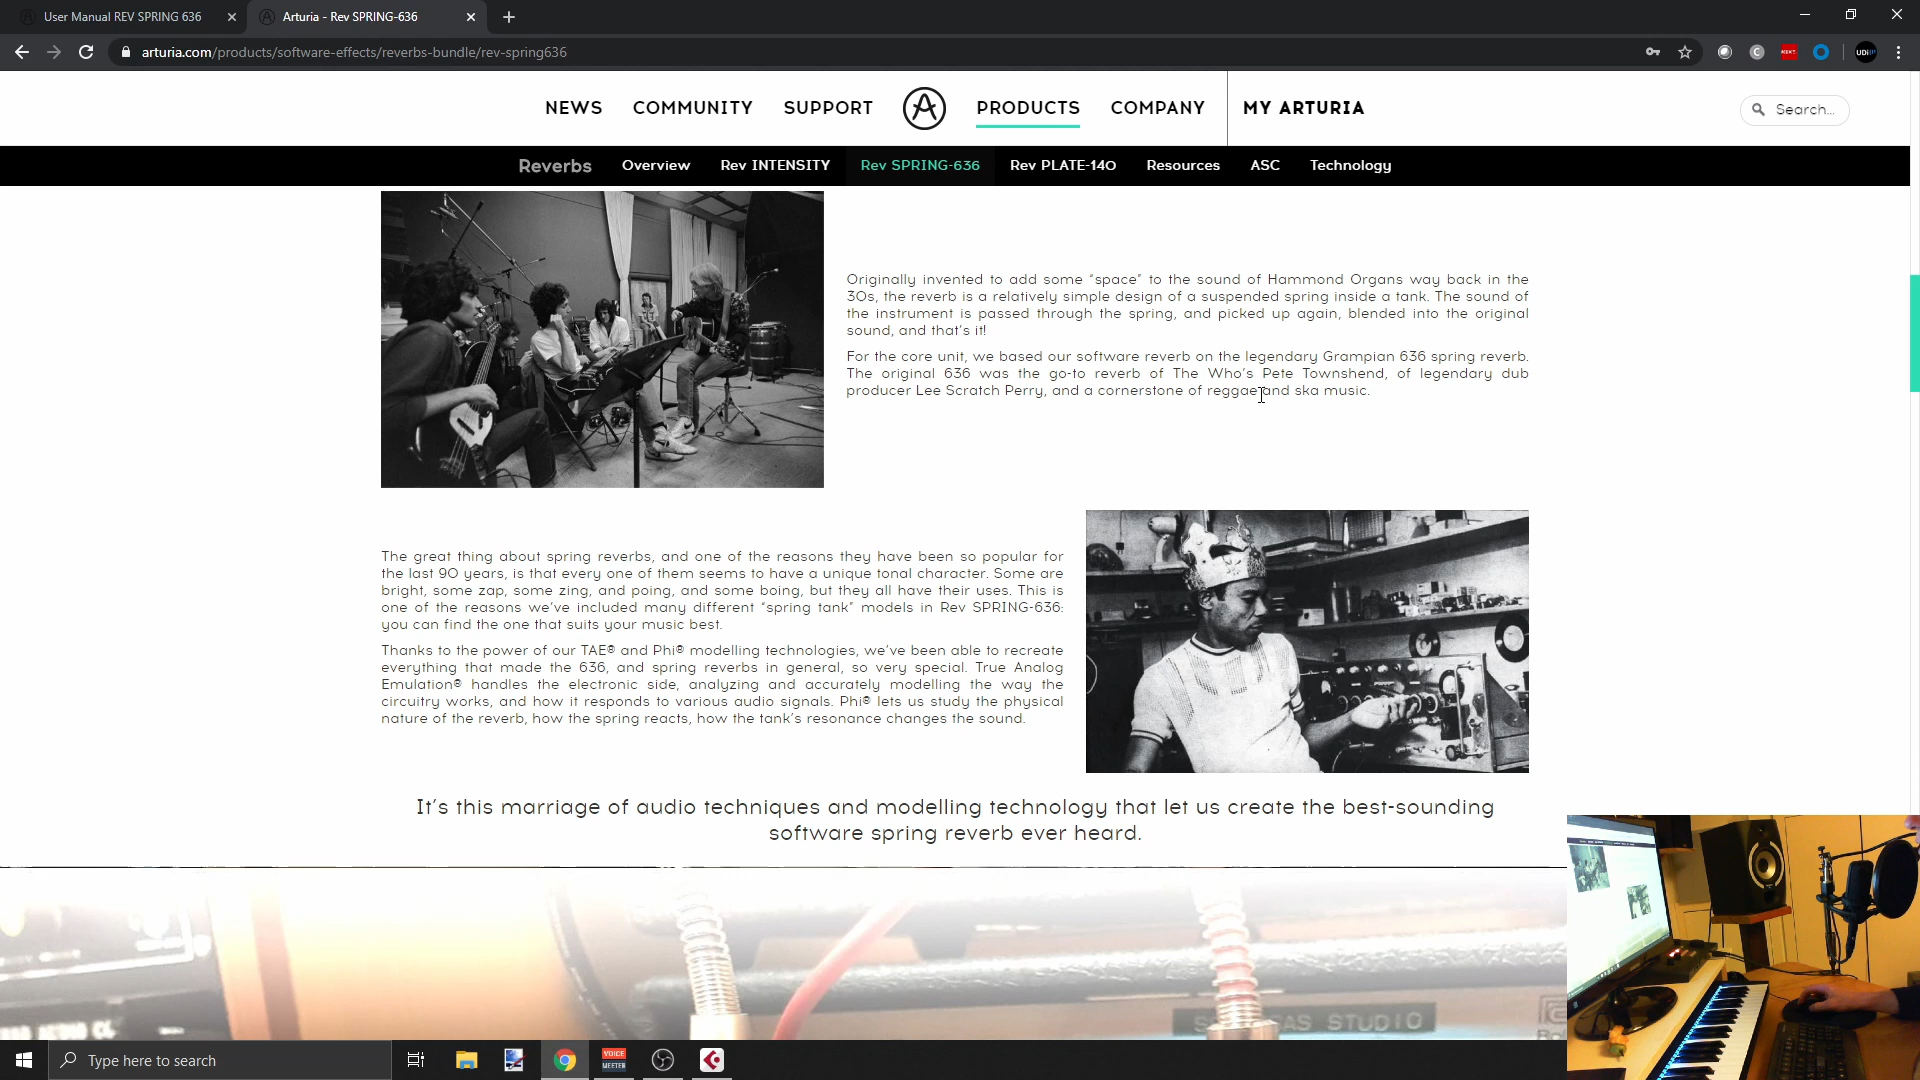 User Manual REV SPRING 636
Arturia - Rev SPRING-636
arturia.com/products/software-effects/reverbs-bundle/rev-spring636
NEWS COMMUNITY SUPPORT PRODUCTS COMPANY MY ARTURIA Search...
Reverbs Overview Rev INTENSITY Rev SPRING-636 Rev PLATE-140 Resources ASC Technology
Originally invented to add some “space” to the sound of Hammond Organs way back in the
30s, the reverb is a relatively simple design of a suspended spring inside a tank. The sound of
the instrument is passed through the spring, and picked up again, blended into the original
sound, and that’s it!
For the core unit, we based our software reverb on the legendary Grampian 636 spring reverb.
The original 636 was the go-to reverb of The Who’s Pete Townshend, of legendary dub
producer Lee Scratch Perry, and a cornerstone of reggae and ska music.
The great thing about spring reverbs, and one of the reasons they have been so popular for
the last 90 years, is that every one of them seems to have a unique tonal character. Some are
bright, some zap, some zing, and poing, and some boing, but they all have their uses. This is
one of the reasons we’ve included many different “spring tank” models in Rev SPRING-636:
you can find the one that suits your music best.
Thanks to the power of our TAE® and Phi® modelling technologies, we’ve been able to recreate
everything that made the 636, and spring reverbs in general, so very special. True Analog
Emulation® handles the electronic side, analyzing and accurately modelling the way the
circuitry works, and how it responds to various audio signals. Phi® lets us study the physical
nature of the reverb, how the spring reacts, how the tank’s resonance changes the sound.
It’s this marriage of audio techniques and modelling technology that let us create the best-sounding
software spring reverb ever heard.
STUDIO
Type here to search
VOICE
MEETER